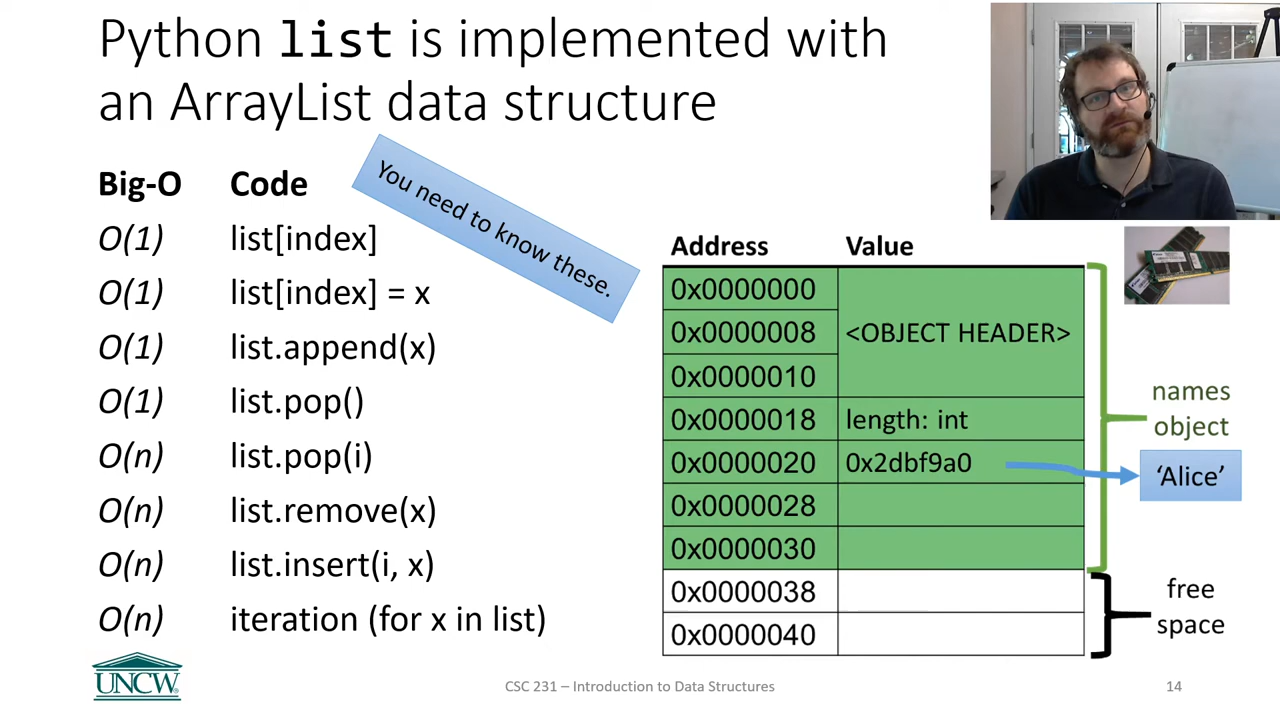 Python list is implemented with
an ArrayList data structure
You need to know these.
Big-O Code
O(1) list[index]
O(1) list[index] = x
O(1) list.append(x)
O(1) list.pop()
O(n) list.pop(i)
O(n) list.remove(x)
O(n) list.insert(i, x)
O(n) iteration (for x in list)
Address Value
0x0000000
0x0000008 <OBJECT HEADER>
0x0000010
0x0000018 length: int
0x0000020 0x2dbf9a0
0x0000028
0x0000030
0x0000038
0x0000040
names
object
‘Alice’
free
space
UNCW
CSC 231 – Introduction to Data Structures
14